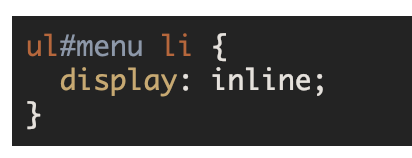 ul#menu li {
  display: inline;
}